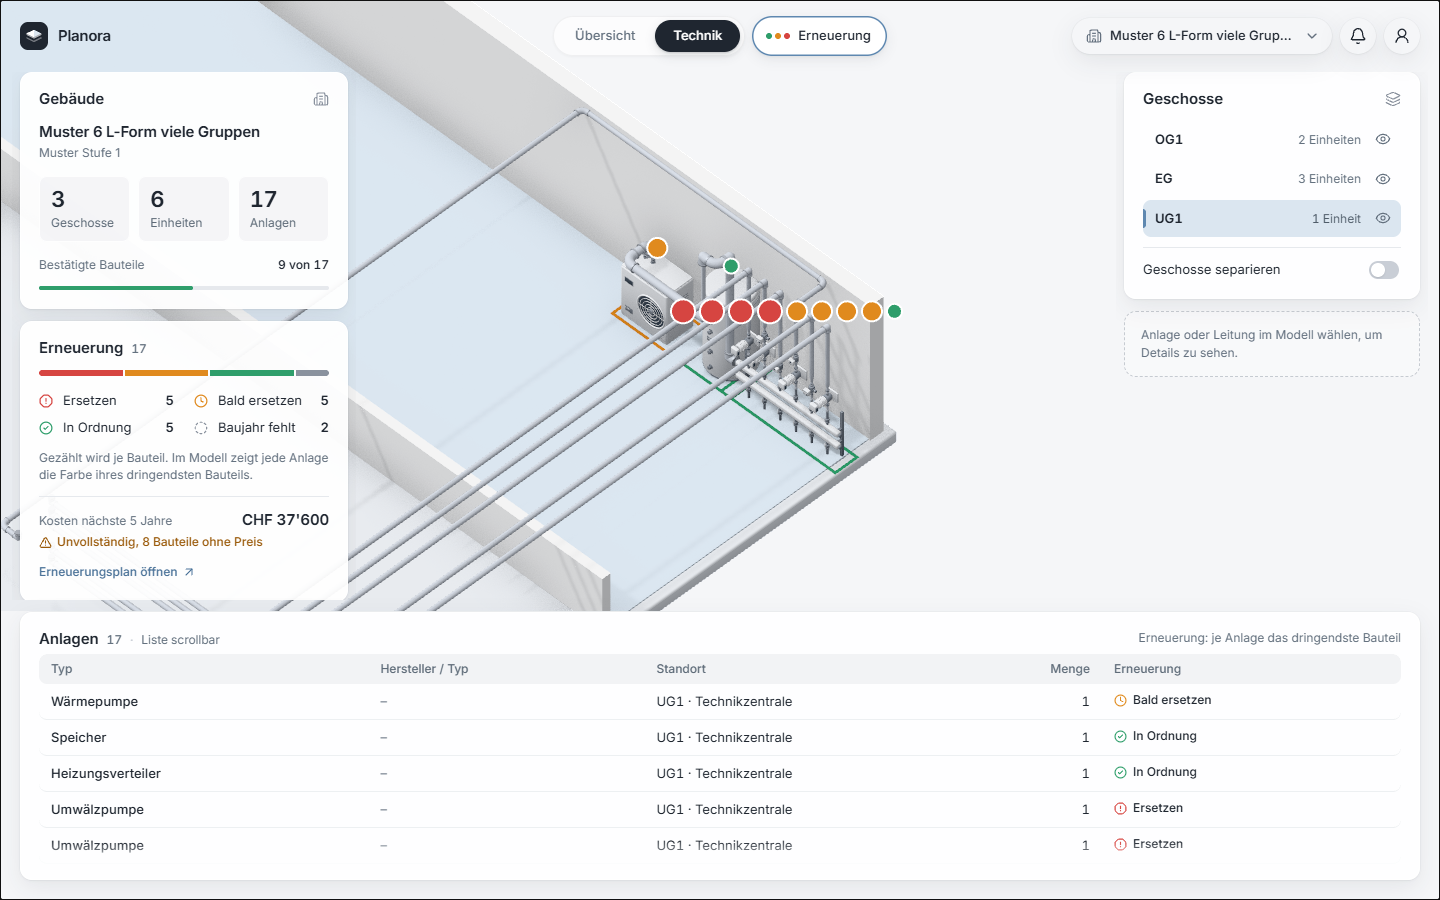 Planora
Übersicht
Technik
Erneuerung
Muster 6 L-Form viele Grup...
Gebäude
Muster 6 L-Form viele Gruppen
Muster Stufe 1
3 6 17
Geschosse Einheiten Anlagen
Bestätigte Bauteile 9 von 17
Erneuerung 17
Ersetzen 5 Bald ersetzen 5
In Ordnung 5 Baujahr fehlt 2
Gezählt wird je Bauteil. Im Modell zeigt jede Anlage
die Farbe ihres dringendsten Bauteils.
Kosten nächste 5 Jahre CHF 37'600
Unvollständig, 8 Bauteile ohne Preis
Erneuerungsplan öffnen
Geschosse
OG1 2 Einheiten
EG 3 Einheiten
UG1 1 Einheit
Geschosse separieren
Anlage oder Leitung im Modell wählen, um
Details zu sehen.
Anlagen 17 · Liste scrollbar Erneuerung: je Anlage das dringendste Bauteil
Typ Hersteller / Typ Standort Menge Erneuerung
Wärmepumpe – UG1 · Technikzentrale 1 Bald ersetzen
Speicher – UG1 · Technikzentrale 1 In Ordnung
Heizungsverteiler – UG1 · Technikzentrale 1 In Ordnung
Umwälzpumpe – UG1 · Technikzentrale 1 Ersetzen
Umwälzpumpe – UG1 · Technikzentrale 1 Ersetzen